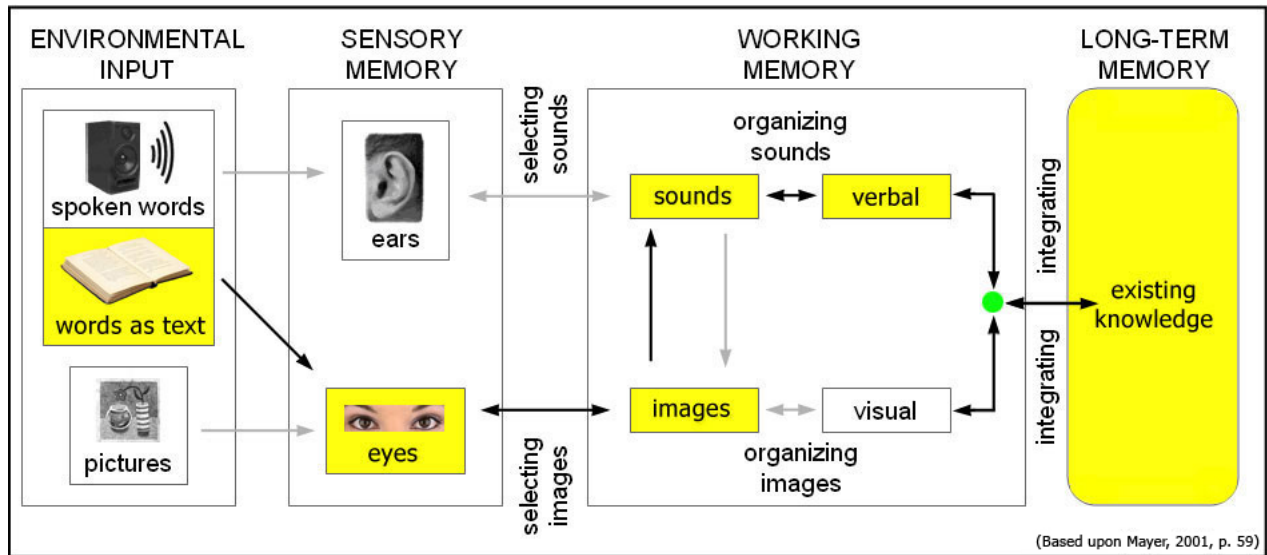 ENVIRONMENTAL
INPUT
SENSORY
MEMORY
WORKING
MEMORY
LONG-TERM
MEMORY
spoken words
words as text
pictures
ears
eyes
selecting
sounds
selecting
images
organizing
sounds
sounds
verbal
images
visual
organizing
images
integrating
integrating
existing
knowledge
(Based upon Mayer, 2001, p. 59)